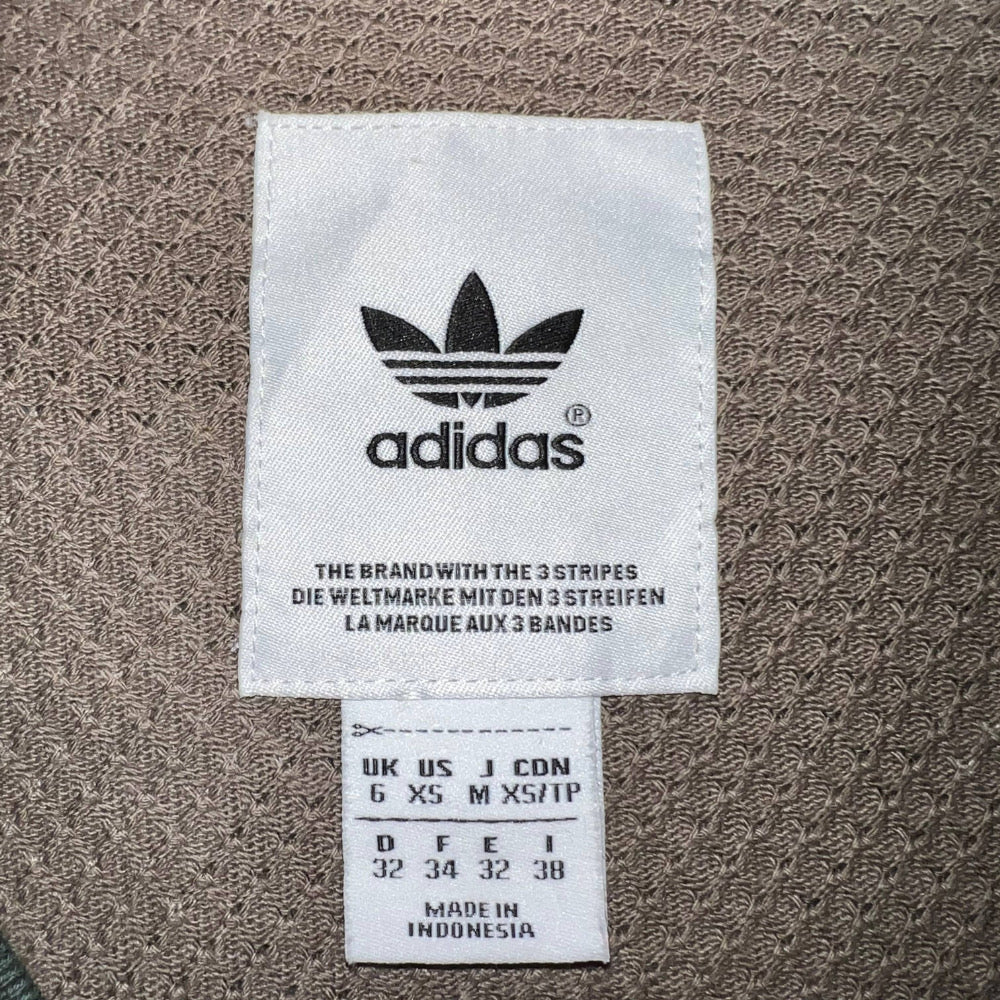 adidas®
THE BRAND WITH THE 3 STRIPES
DIE WELTMARKE MIT DEN 3 STREIFEN
LA MARQUE AUX 3 BANDES
UK US J CDN
6 XS M XS/TP
D F E I
32 34 32 38
MADE IN
INDONESIA